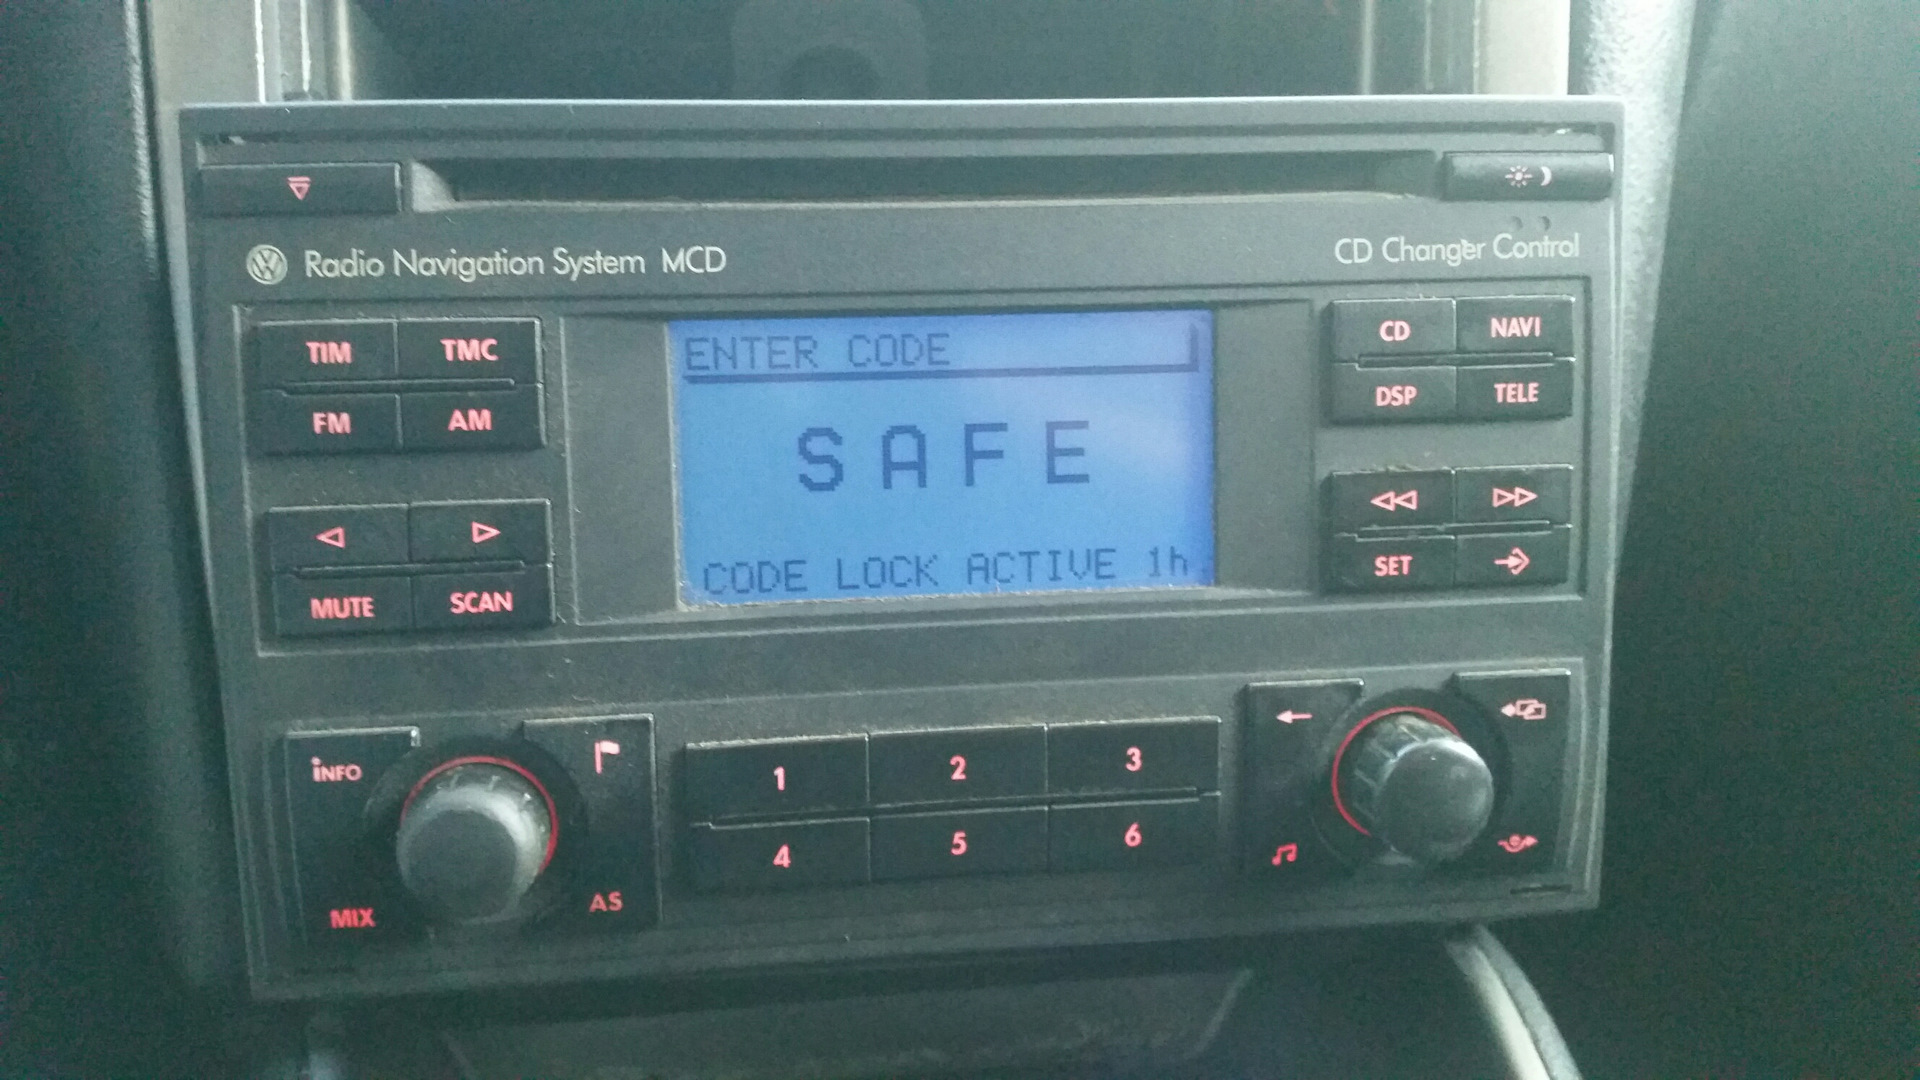 Radio Navigation System MCD
CD Changer Control
TIM TMC
FM AM
MUTE SCAN
ENTER CODE
SAFE
CODE LOCK ACTIVE 1h
CD NAVI
DSP TELE
SET
INFO
MIX
AS
1 2 3
4 5 6